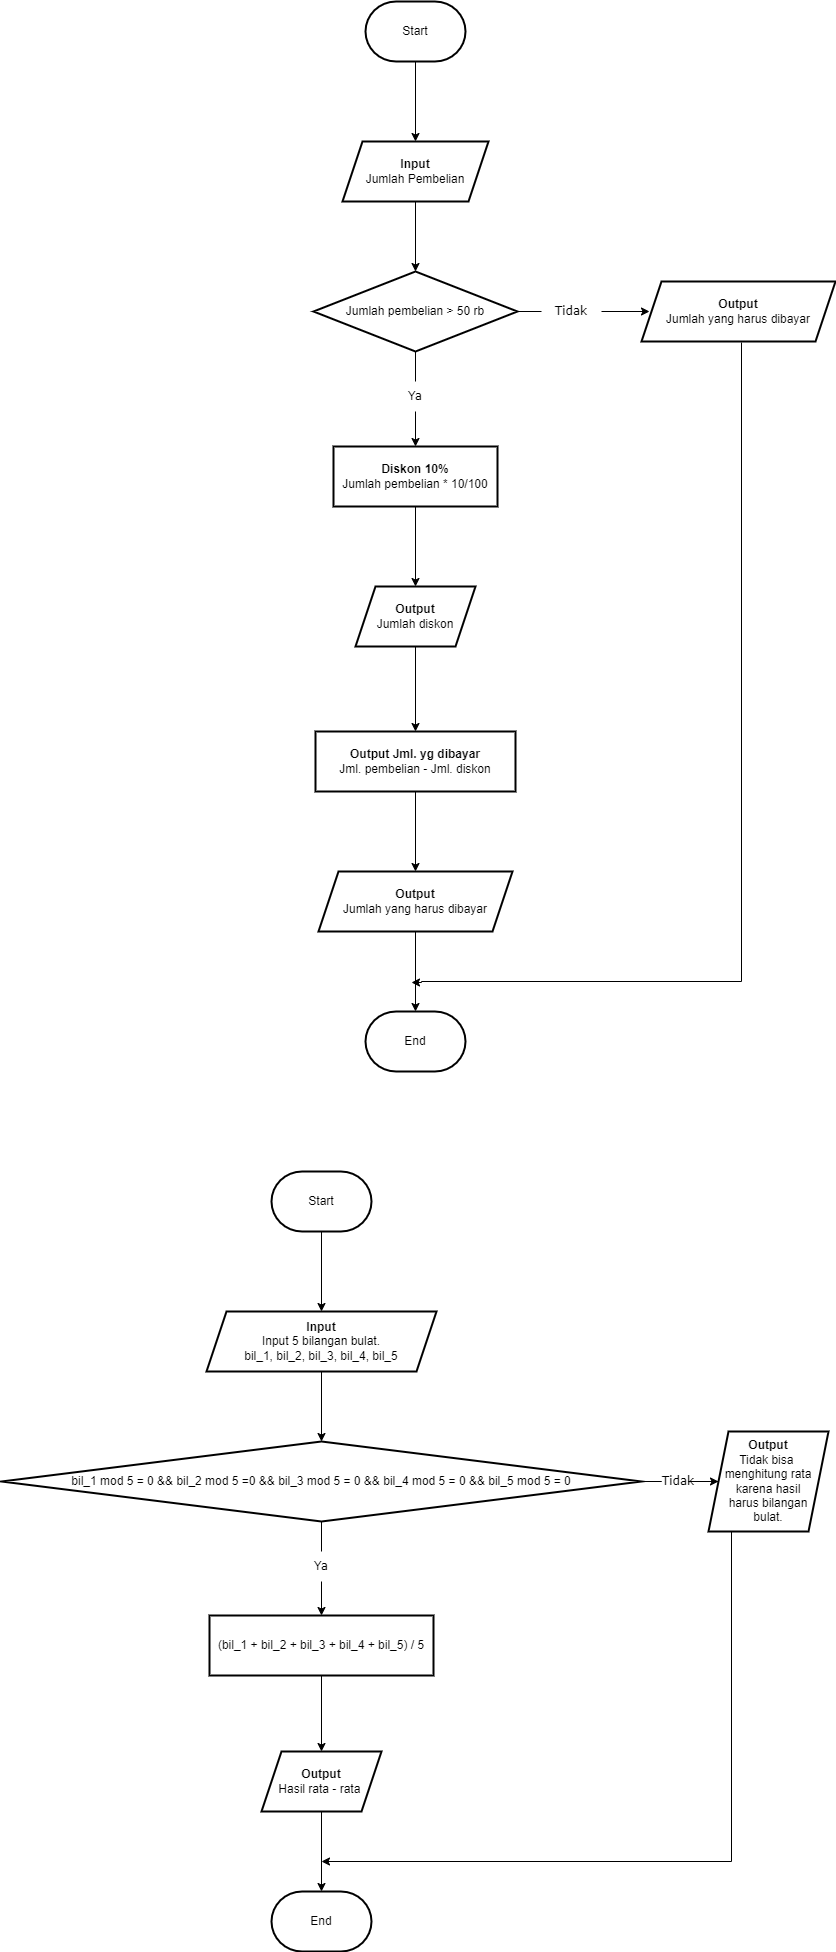 Start
Input
Jumlah Pembelian
Jumlah pembelian > 50 rb
Tidak
Output
Jumlah yang harus dibayar
Ya
Diskon 10%
Jumlah pembelian * 10/100
Output
Jumlah diskon
Output Jml. yg dibayar
Jml. pembelian - Jml. diskon
Output
Jumlah yang harus dibayar
End
Start
Input
Input 5 bilangan bulat.
bil_1, bil_2, bil_3, bil_4, bil_5
bil_1 mod 5 = 0 && bil_2 mod 5 =0 && bil_3 mod 5 = 0 && bil_4 mod 5 = 0 && bil_5 mod 5 = 0
Tidak
Output
Tidak bisa
menghitung rata
karena hasil
harus bilangan
bulat.
Ya
(bil_1 + bil_2 + bil_3 + bil_4 + bil_5) / 5
Output
Hasil rata - rata
End